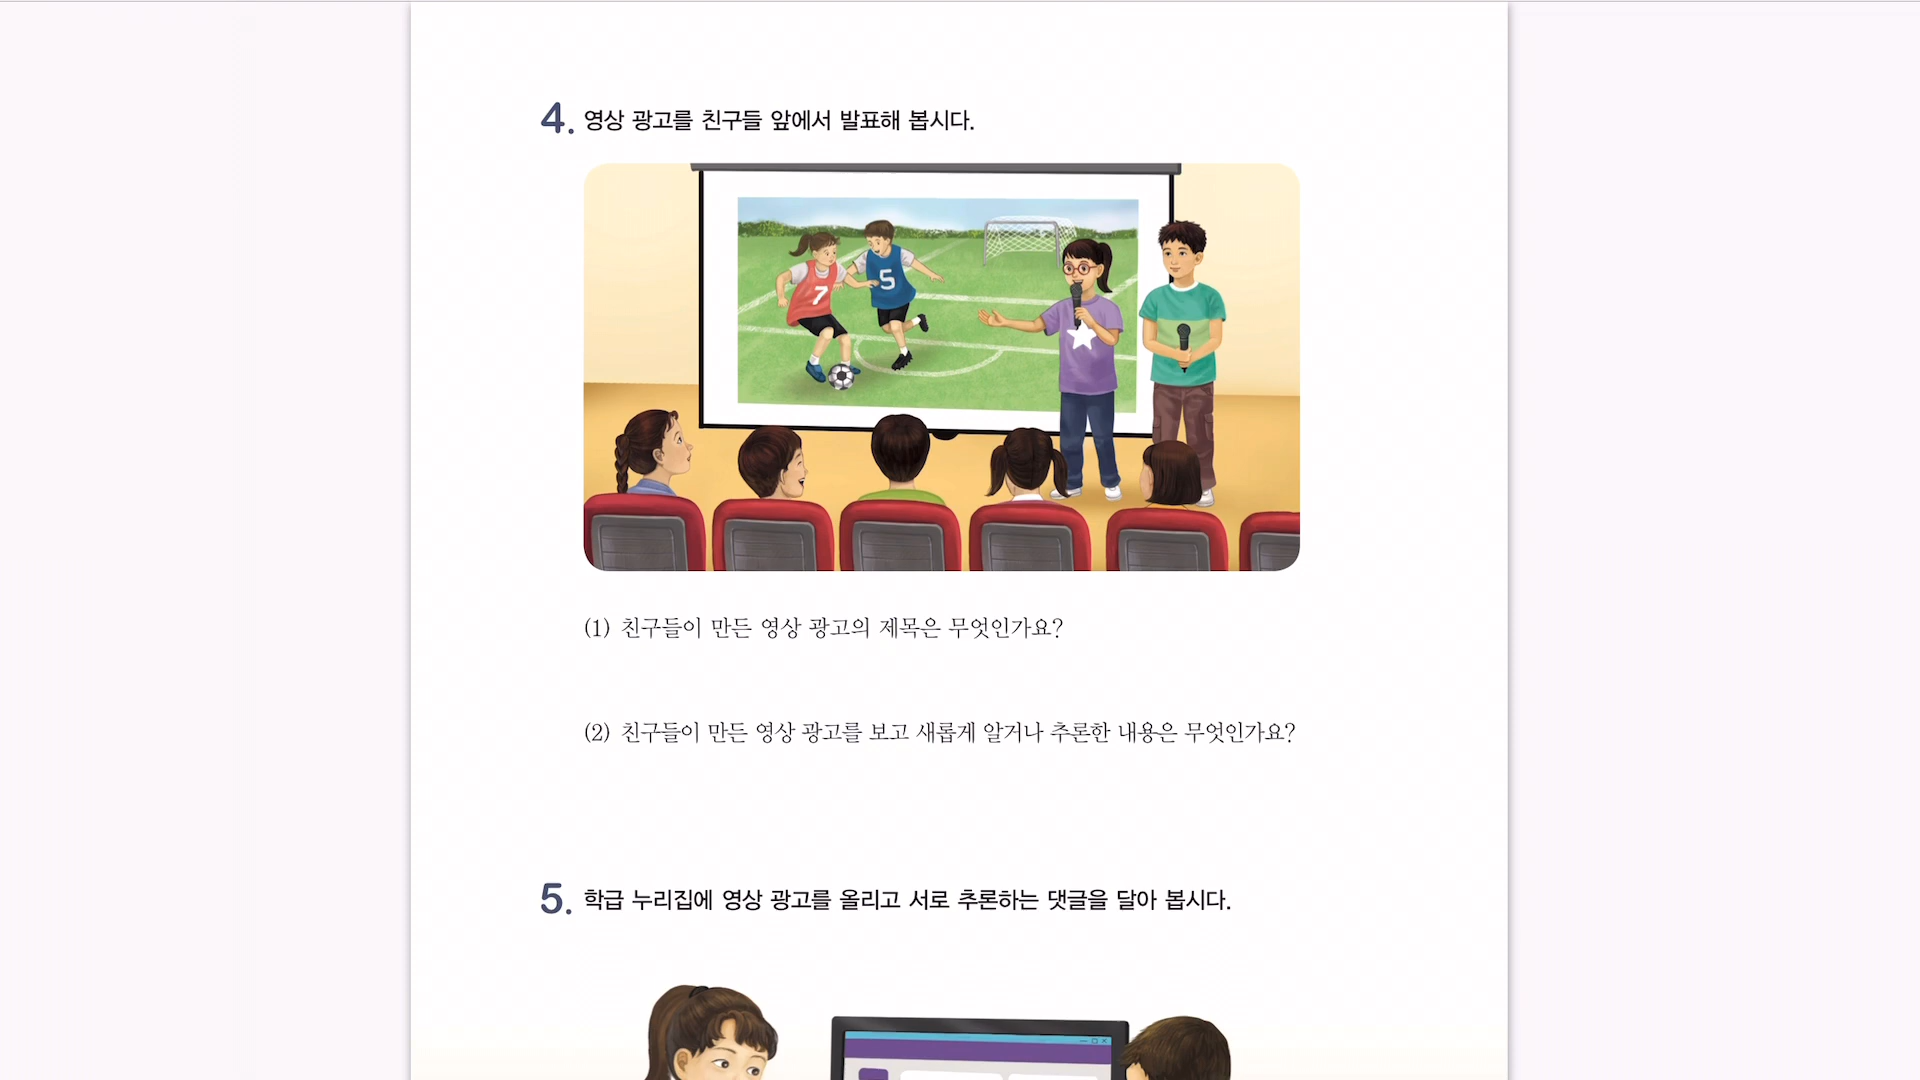 4. 영상 광고를 친구들 앞에서 발표해 봅시다.
7
5
(1) 친구들이 만든 영상 광고의 제목은 무엇인가요?
(2) 친구들이 만든 영상 광고를 보고 새롭게 알거나 추론한 내용은 무엇인가요?
5. 학급 누리집에 영상 광고를 올리고 서로 추론하는 댓글을 달아 봅시다.